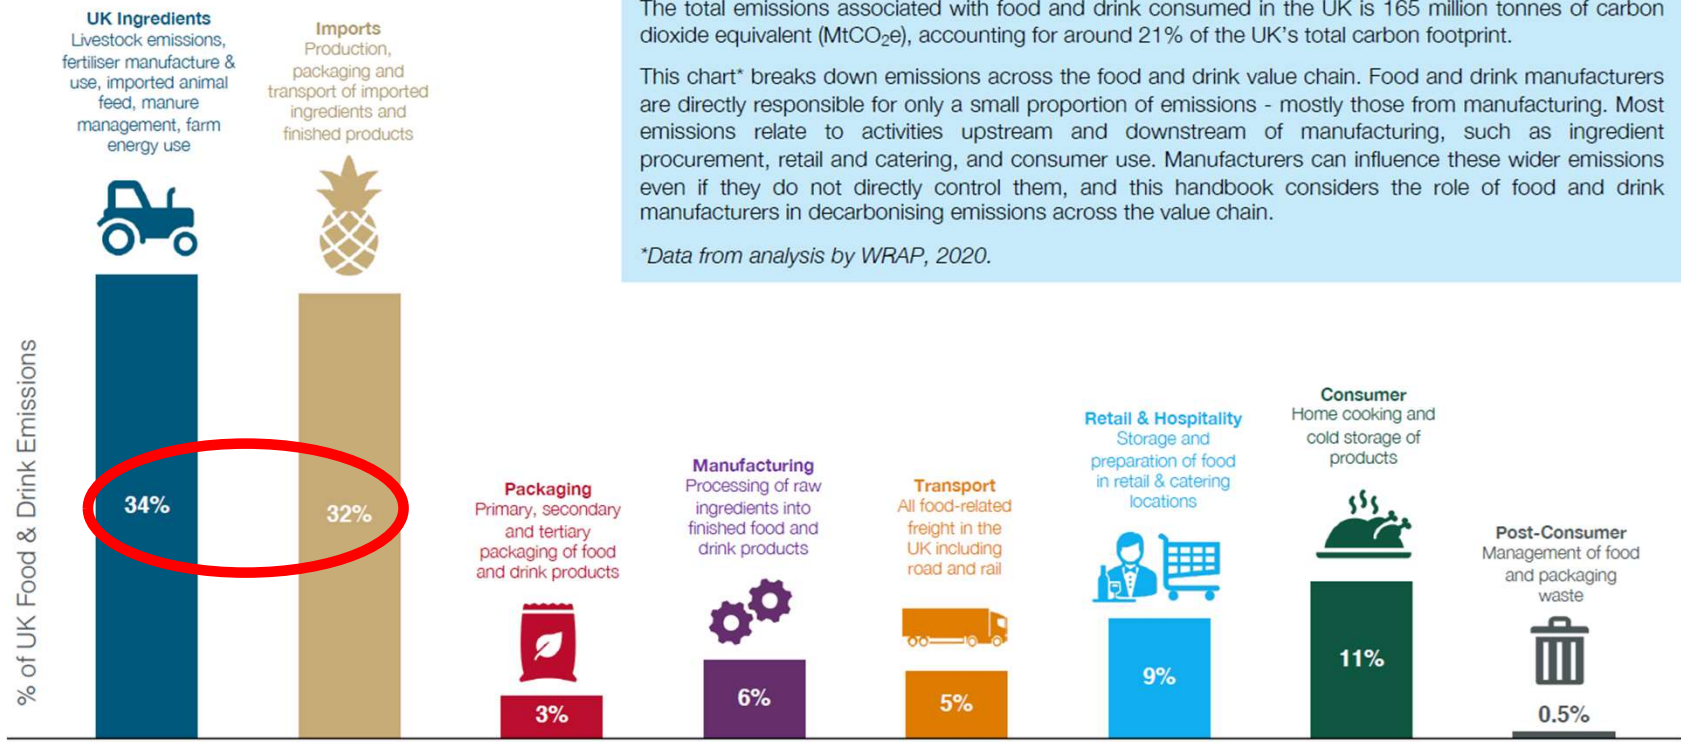 The total emissions associated with food and drink consumed in the UK is 165 million tonnes of carbon
dioxide equivalent (MtCO₂e), accounting for around 21% of the UK's total carbon footprint.
This chart* breaks down emissions across the food and drink value chain. Food and drink manufacturers
are directly responsible for only a small proportion of emissions - mostly those from manufacturing. Most
emissions relate to activities upstream and downstream of manufacturing, such as ingredient
procurement, retail and catering, and consumer use. Manufacturers can influence these wider emissions
even if they do not directly control them, and this handbook considers the role of food and drink
manufacturers in decarbonising emissions across the value chain.
*Data from analysis by WRAP, 2020.
% of UK Food & Drink Emissions
UK Ingredients
Livestock emissions,
fertiliser manufacture &
use, imported animal
feed, manure
management, farm
energy use
34%
Imports
Production,
packaging and
transport of imported
ingredients and
finished products
32%
Packaging
Primary, secondary
and tertiary
packaging of food
and drink products
3%
Manufacturing
Processing of raw
ingredients into
finished food and
drink products
6%
Transport
All food-related
freight in the
UK including
road and rail
5%
Retail & Hospitality
Storage and
preparation of food
in retail & catering
locations
9%
Consumer
Home cooking and
cold storage of
products
11%
Post-Consumer
Management of food
and packaging
waste
0.5%